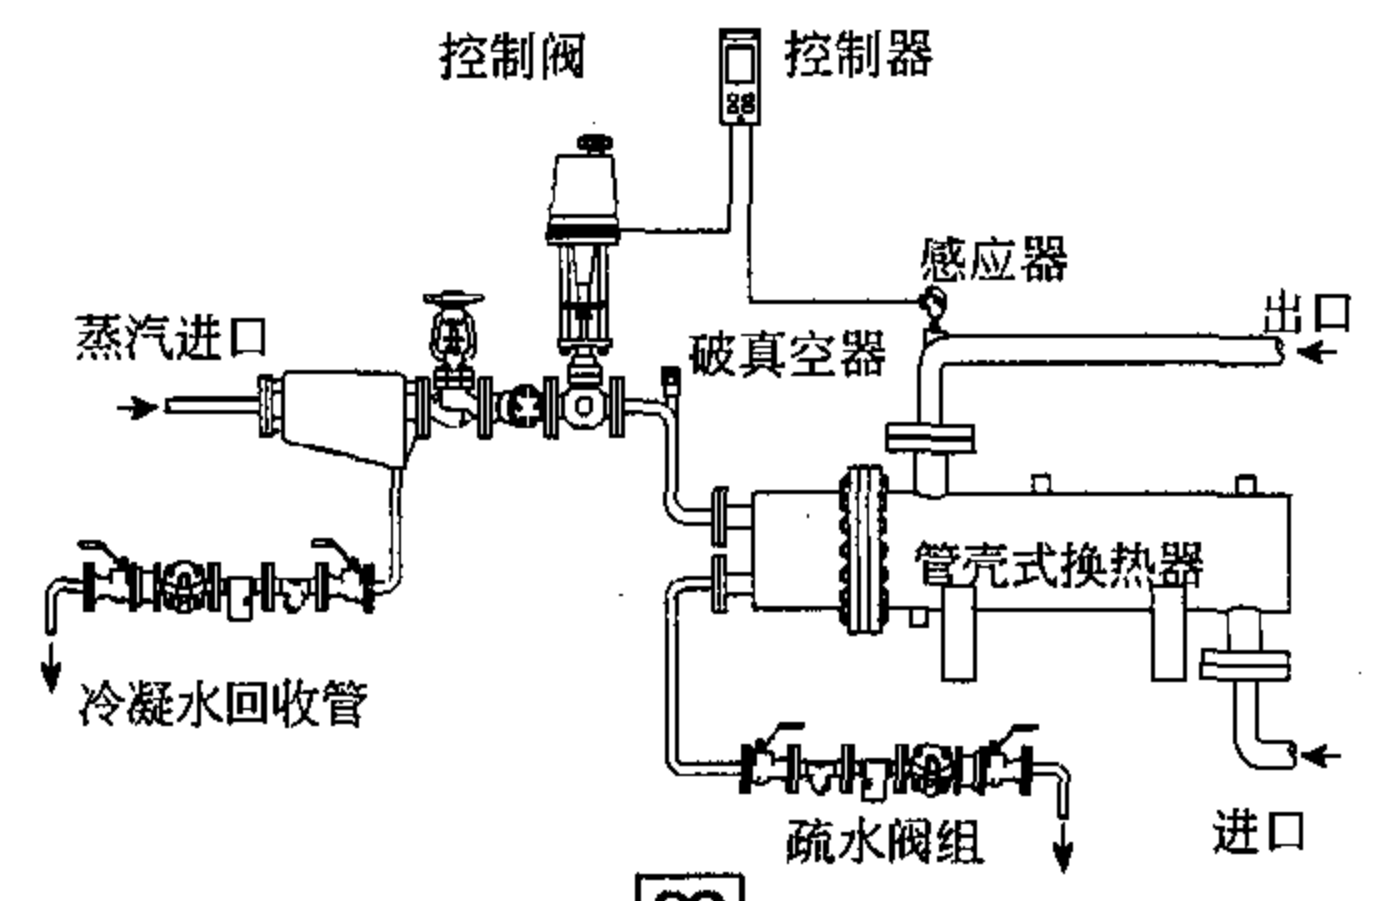 控制阀
控制器
感应器
出口
蒸汽进口
破真空器
管壳式换热器
冷凝水回收管
疏水阀组
进口